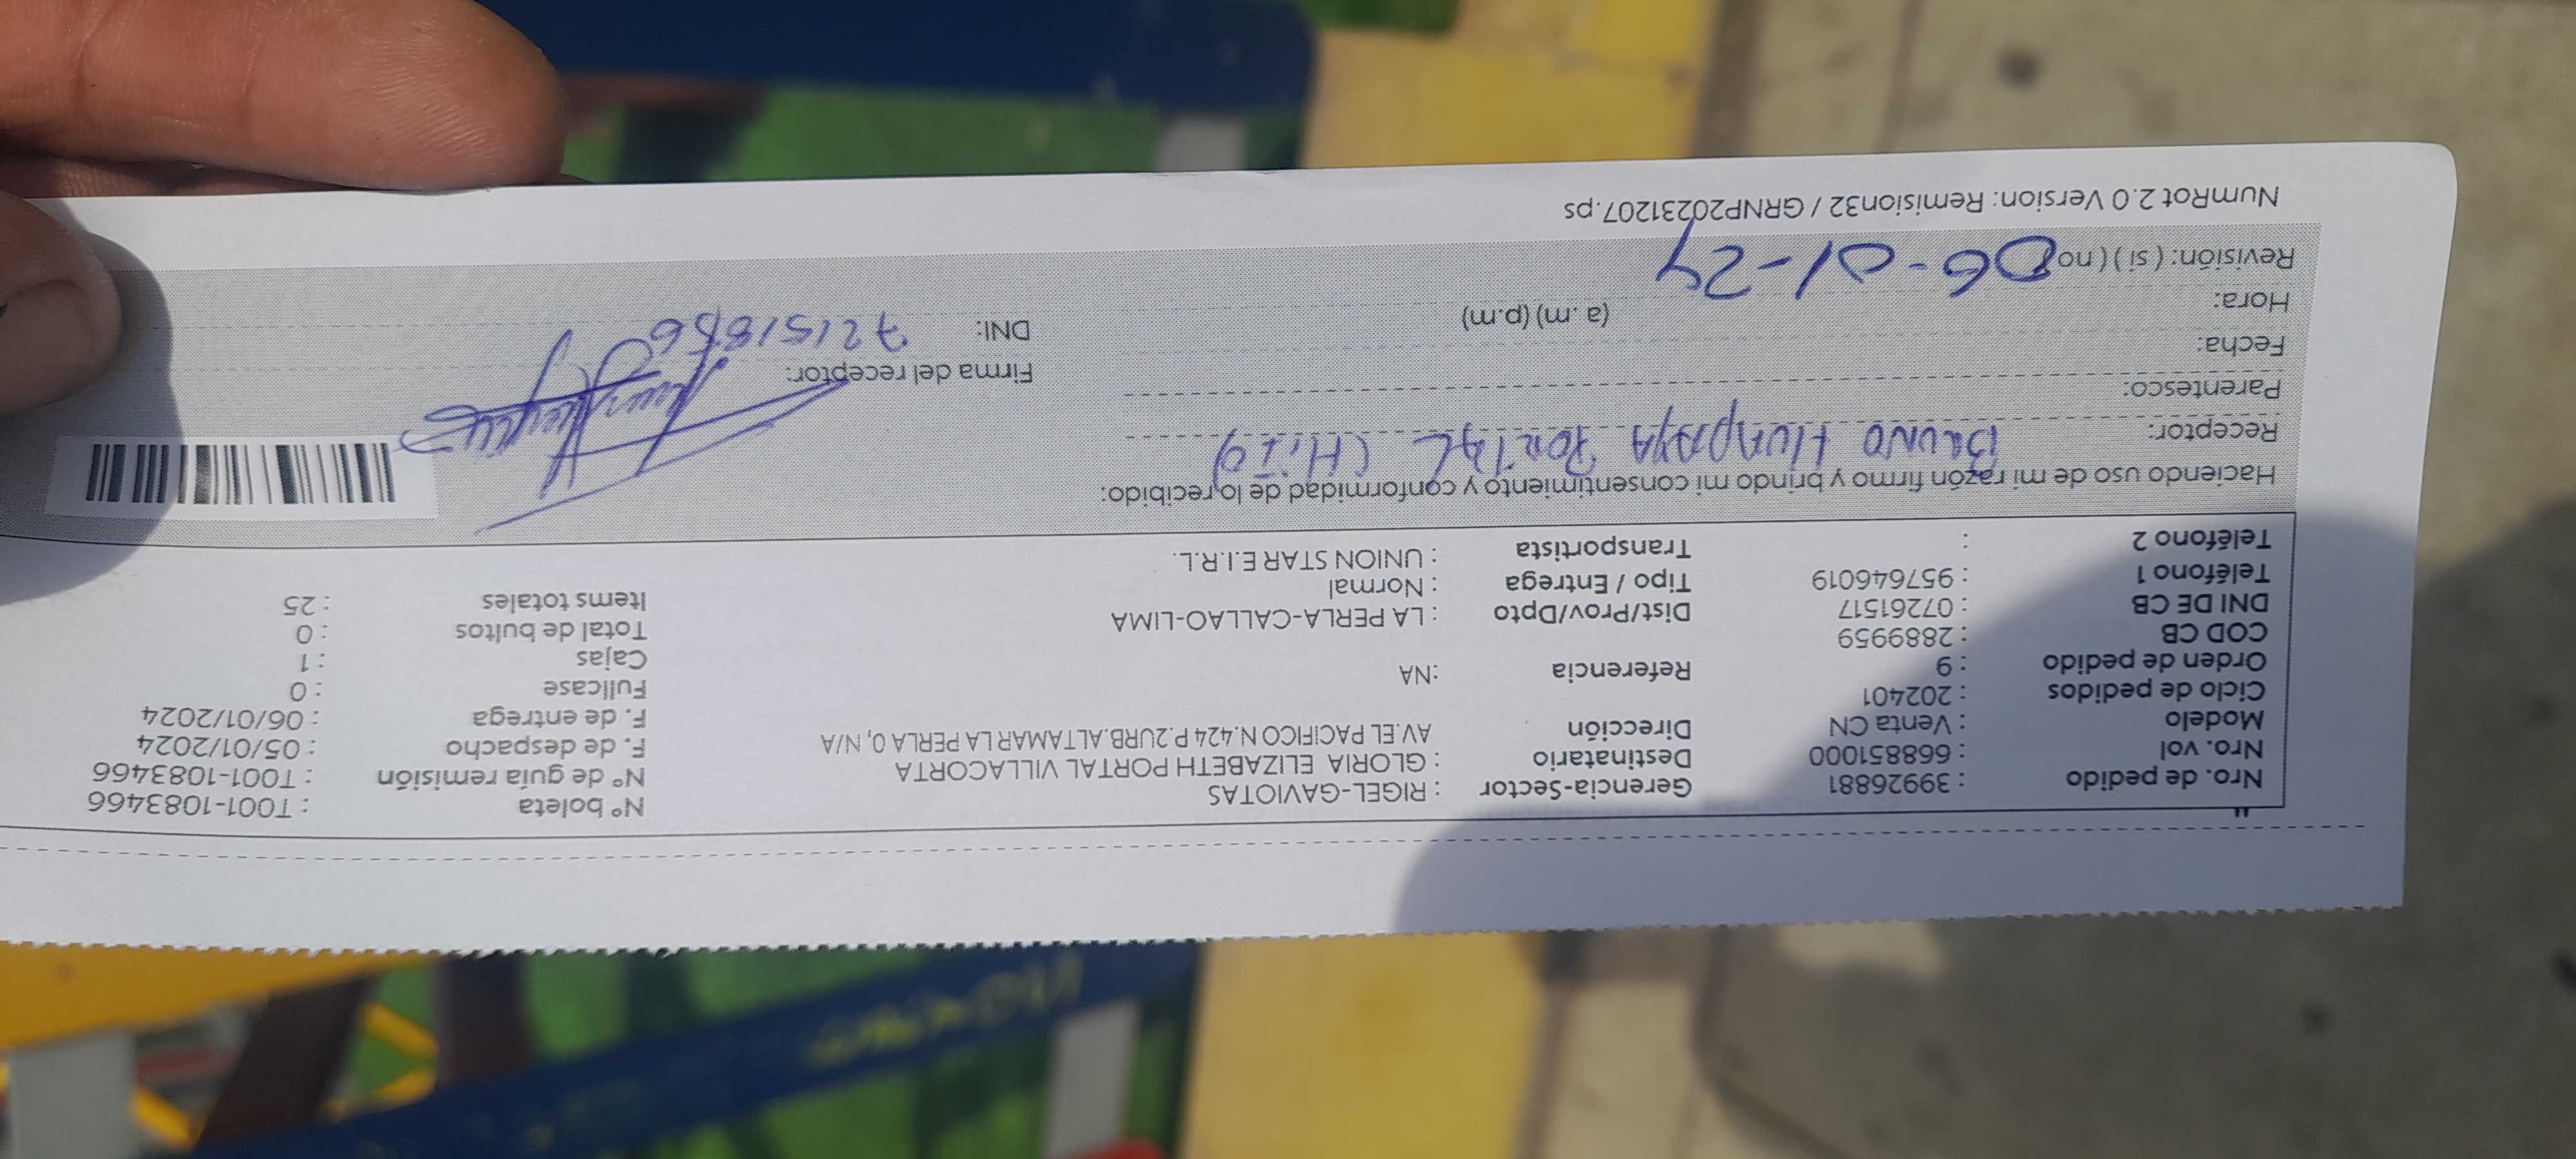 Nro. de pedido : 39926881 Gerencia-Sector : RIGEL-GAVIOTAS Nº boleta : T001-1083466
Nro. vol : 668851000 Destinatario : GLORIA ELIZABETH PORTAL VILLACORTA Nº de guía remisión : T001-1083466
Modelo : Venta CN Dirección AV.EL PACIFICO N.424 P.2URB.ALTAMAR LA PERLA 0, N/A F. de despacho : 05/01/2024
Ciclo de pedidos : 202401 F. de entrega : 06/01/2024
Orden de pedido : 9 Referencia :NA Fullcase : 0
COD CB : 2889959 Cajas : 1
DNI DE CB : 07261517 Dist/Prov/Dpto : LA PERLA-CALLAO-LIMA Total de bultos : 0
Teléfono 1 : 957646019 Tipo / Entrega : Normal Items totales : 25
Teléfono 2 : Transportista : UNION STAR E.I.R.L.
Haciendo uso de mi razón firmo y brindo mi consentimiento y conformidad de lo recibido:
Receptor: BRUNO HUMPAYA PORTAL (HIJO)
Parentesco:
Firma del receptor:
Fecha:
DNI: 72151856
Hora: (a .m) (p.m)
Revisión: ( si ) ( no 06-01-24
NumRot 2.0 Version: Remision32 / GRNP20231207.ps